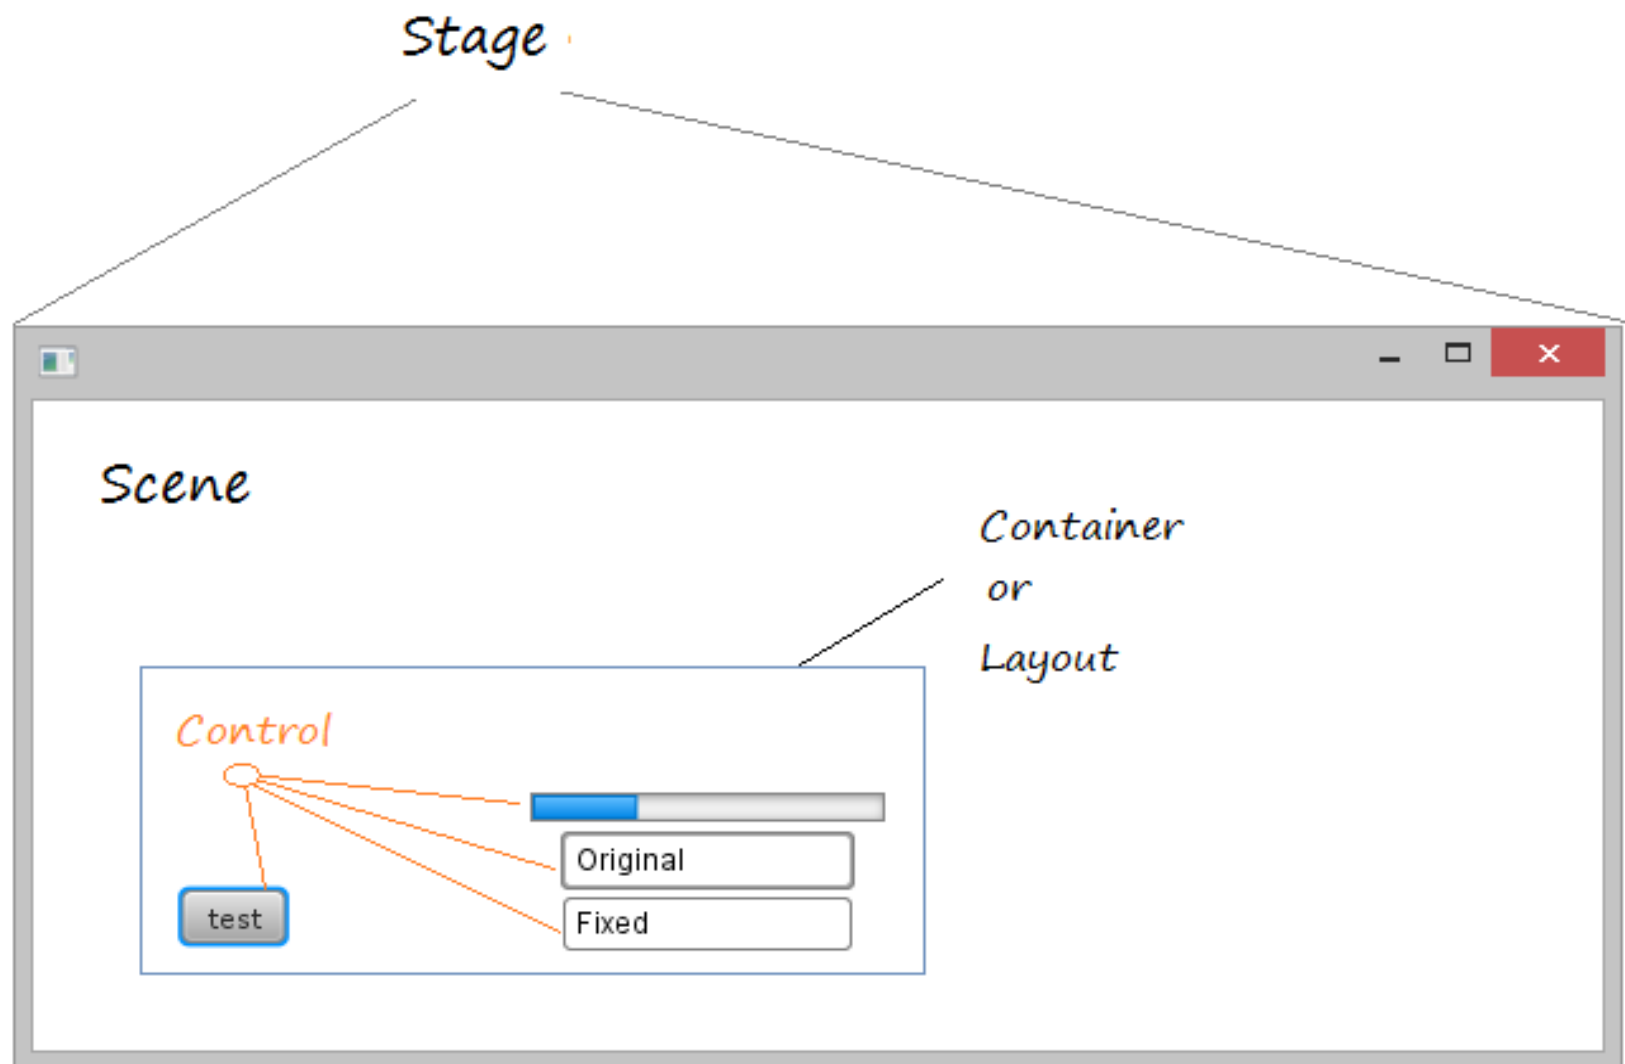 Stage
Scene
Container
or
Layout
Control
Original
Fixed
test